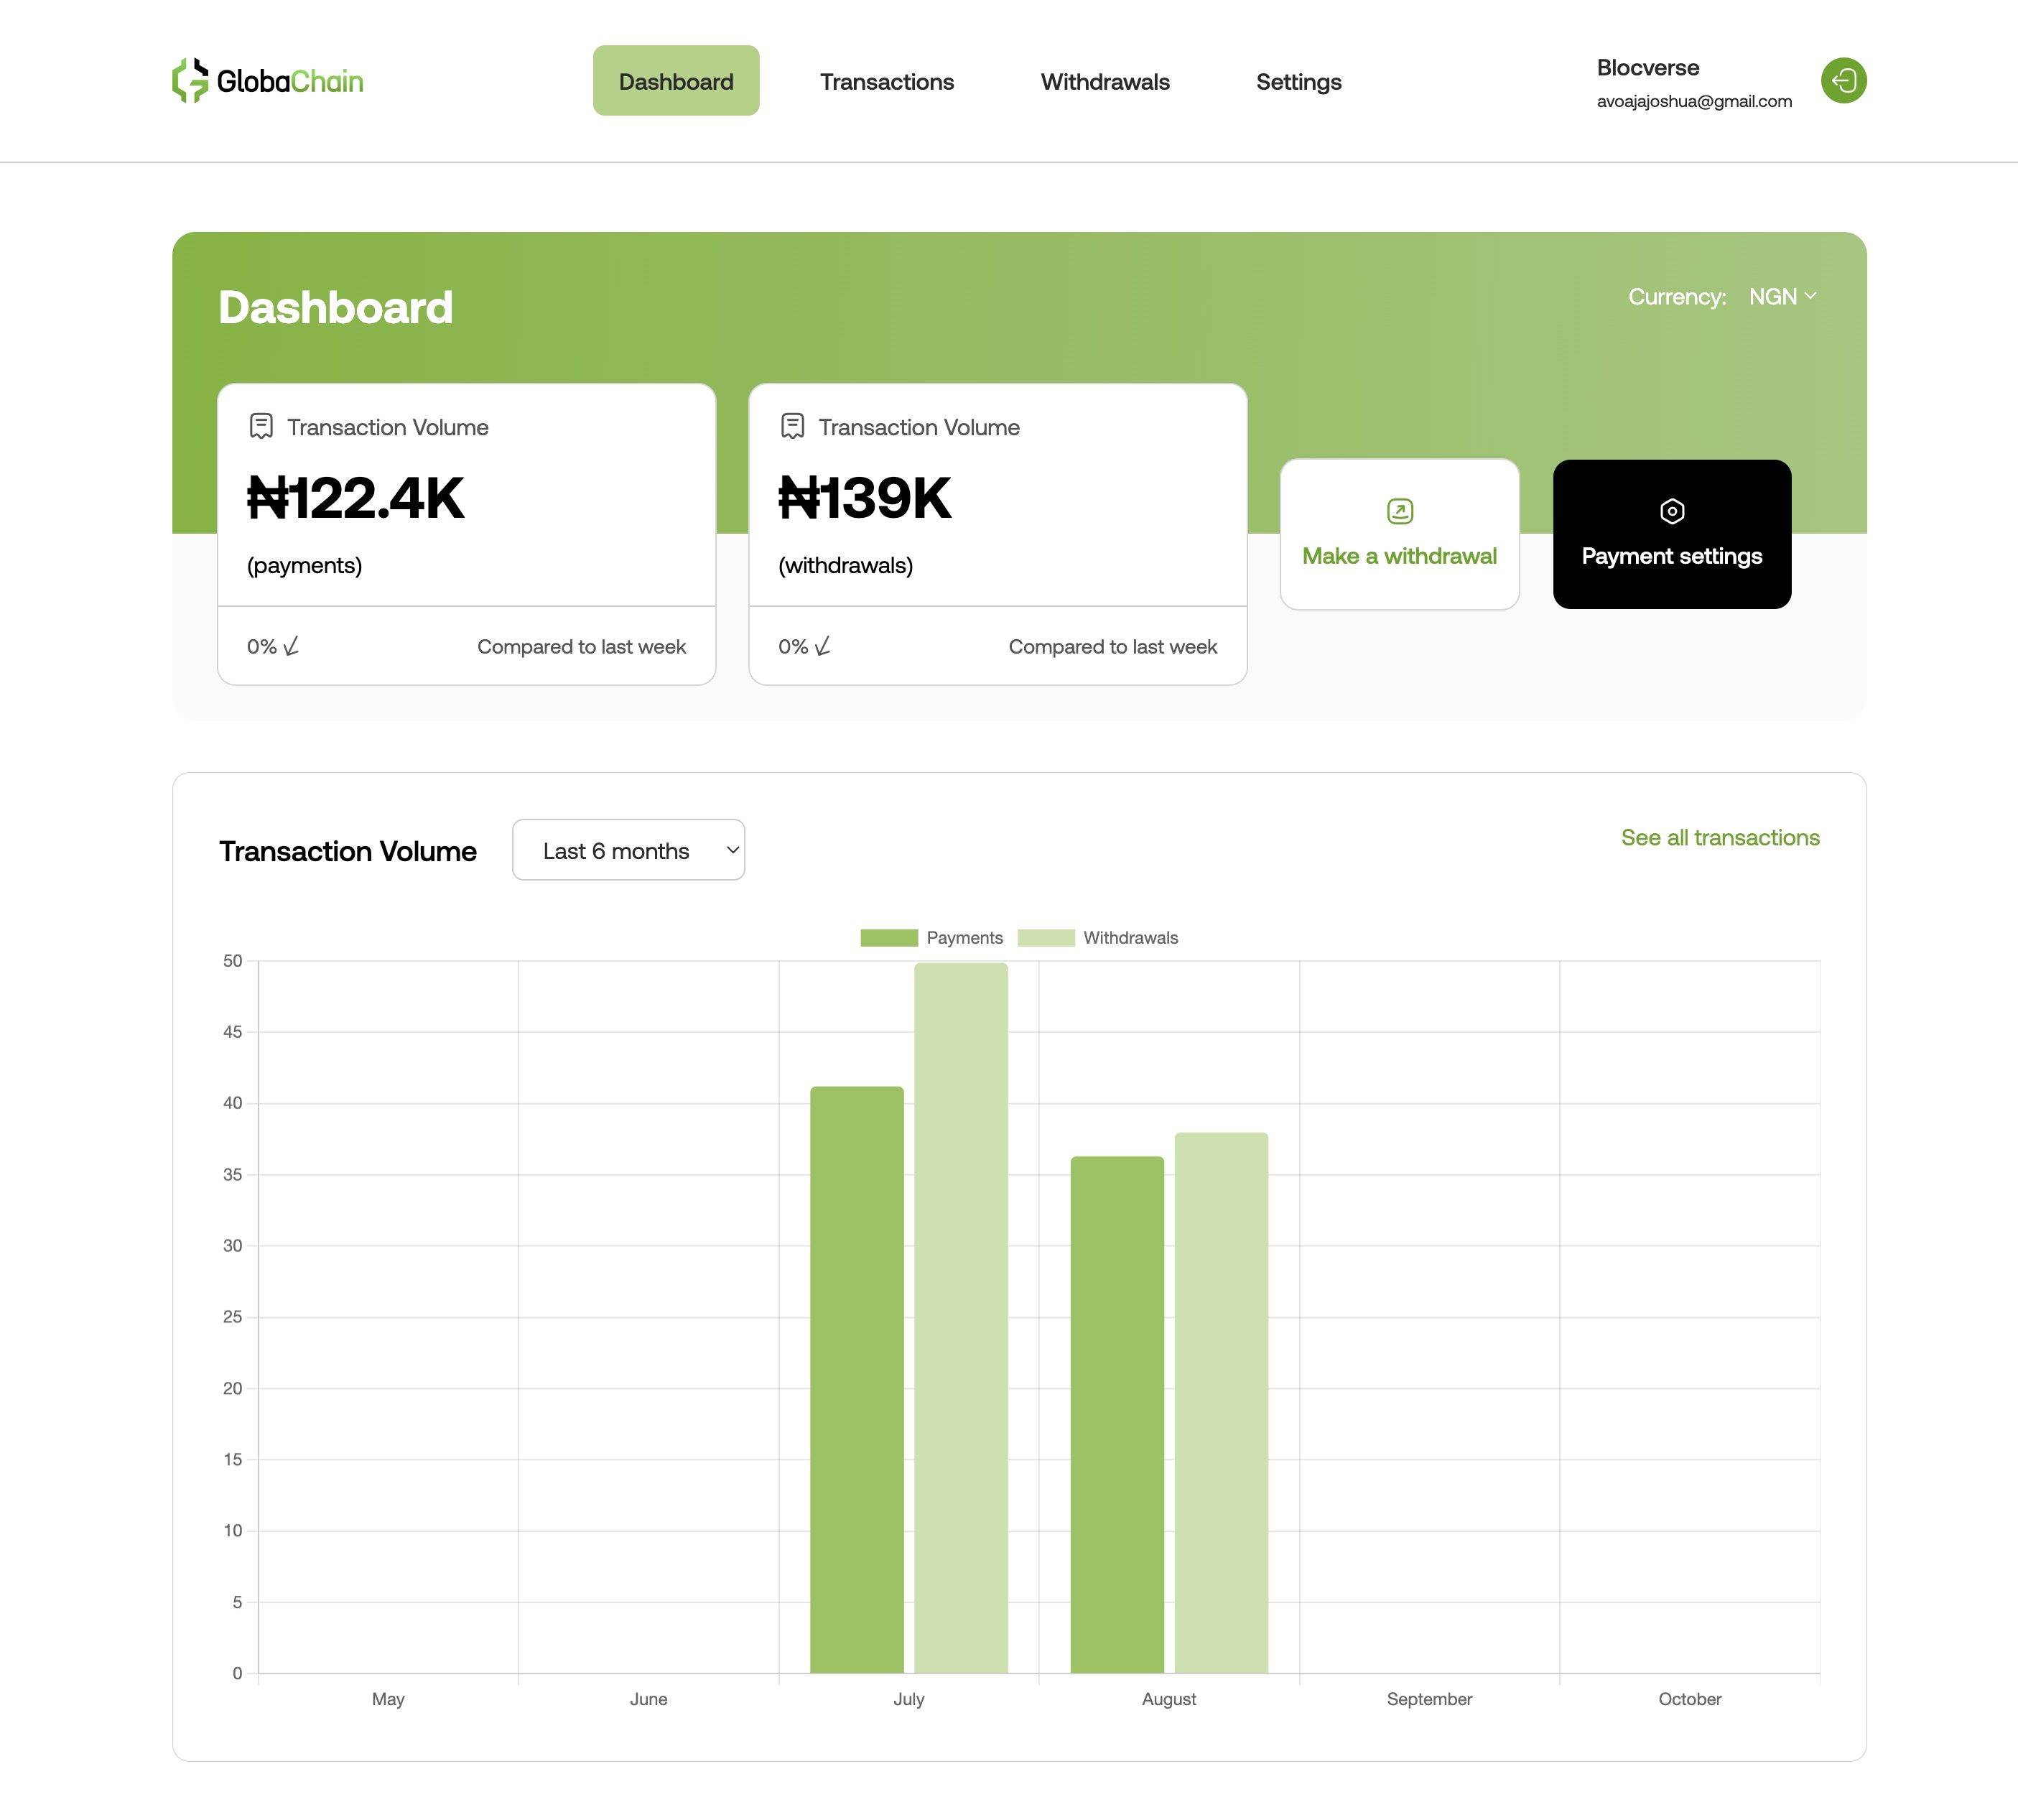 GlobaChain
Dashboard
Transactions
Withdrawals
Settings
Blocverse
avoajajoshua@gmail.com
Dashboard
Currency: NGN
Transaction Volume
₦122.4K
(payments)
0%
Compared to last week
Transaction Volume
₦139K
(withdrawals)
0%
Compared to last week
Make a withdrawal
Payment settings
Transaction Volume
Last 6 months
See all transactions
Payments
Withdrawals
50
45
40
35
30
25
20
15
10
5
0
May
June
July
August
September
October